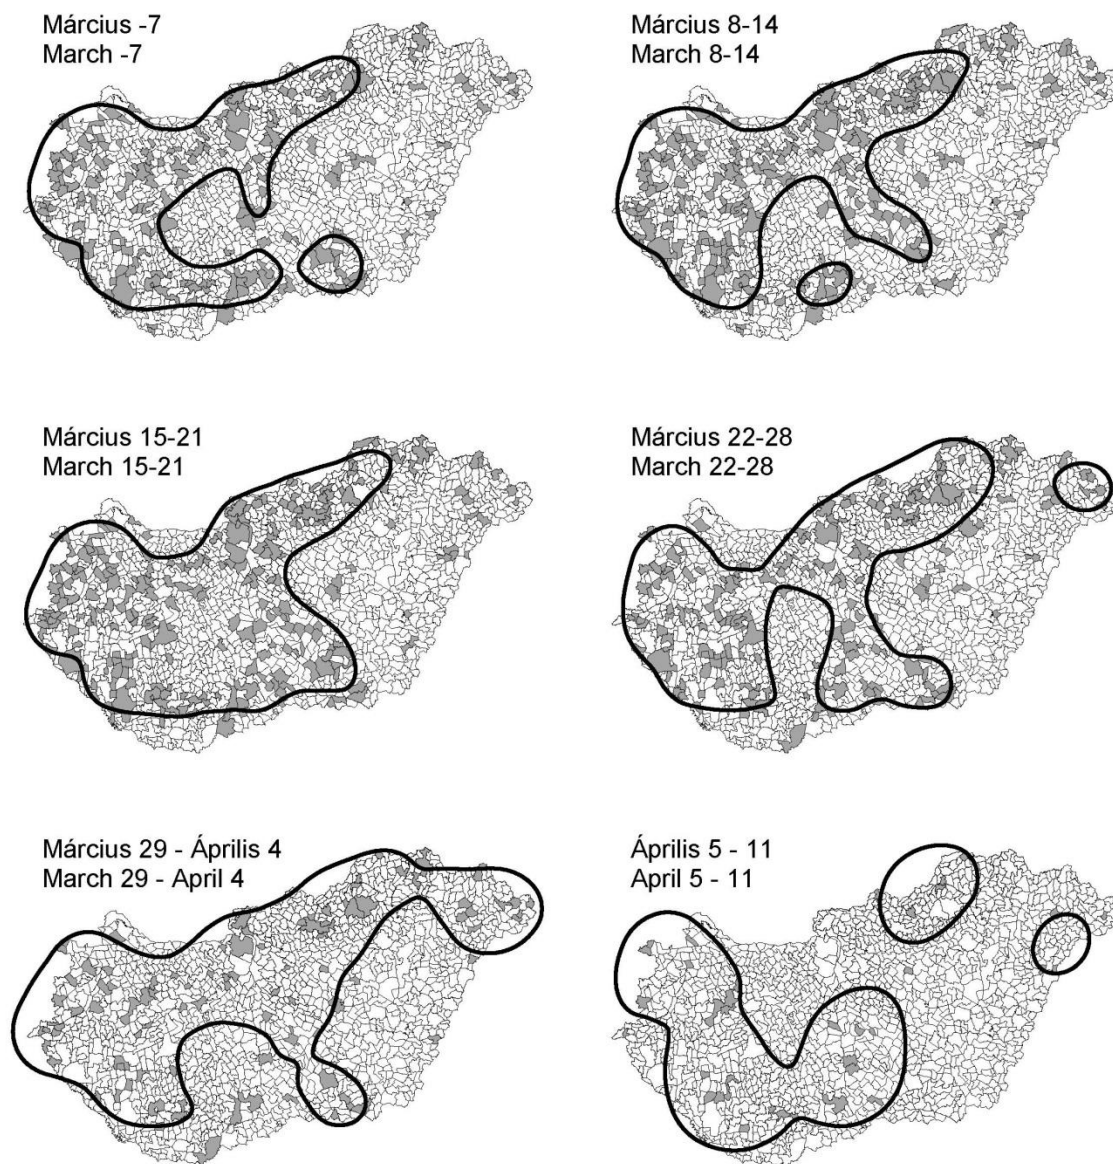 Március -7
March -7
Március 8-14
March 8-14
Március 15-21
March 15-21
Március 22-28
March 22-28
Március 29 - Április 4
March 29 - April 4
Április 5 - 11
April 5 - 11